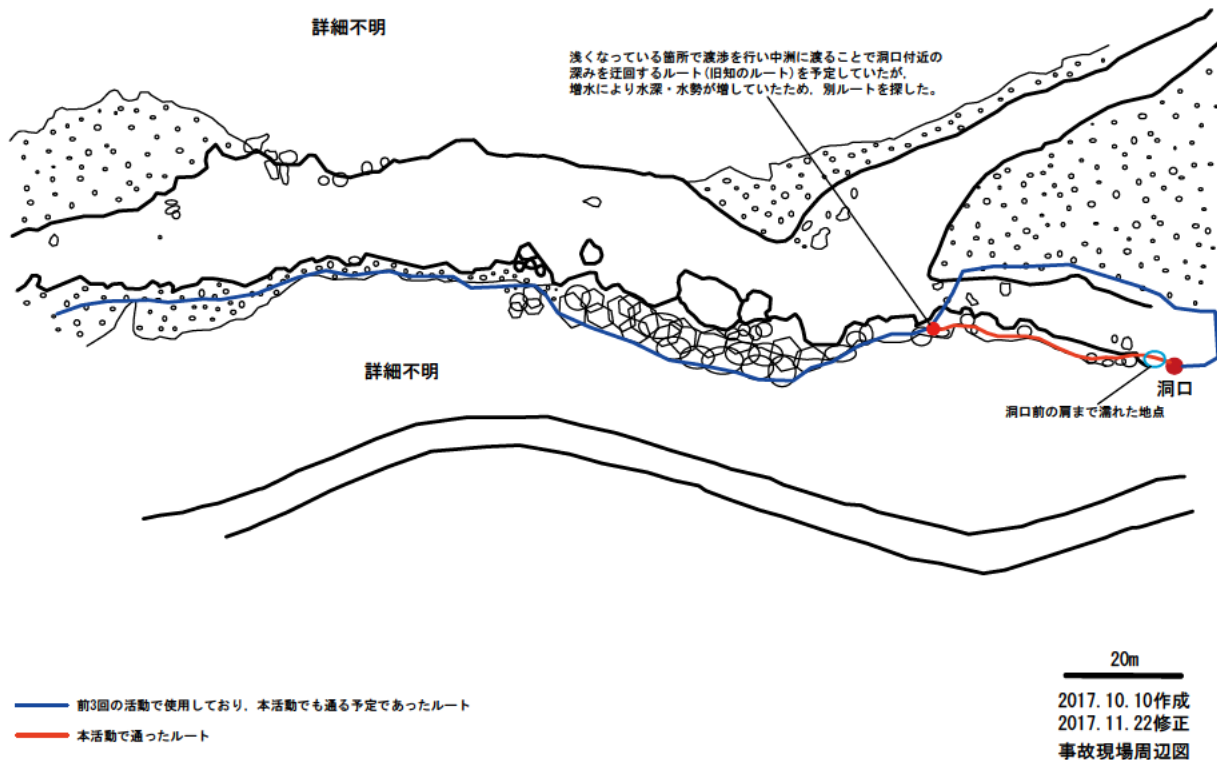 詳細不明
浅くなっている箇所で渡渉を行い中洲に渡ることで洞口付近の
深みを迂回するルート(旧知のルート)を予定していたが，
増水により水深・水勢が増していたため，別ルートを探した。
詳細不明
洞口
洞口前の肩まで濡れた地点
20m
2017.10.10作成
2017.11.22修正
事故現場周辺図
前3回の活動で使用しており，本活動でも通る予定であったルート
本活動で通ったルート